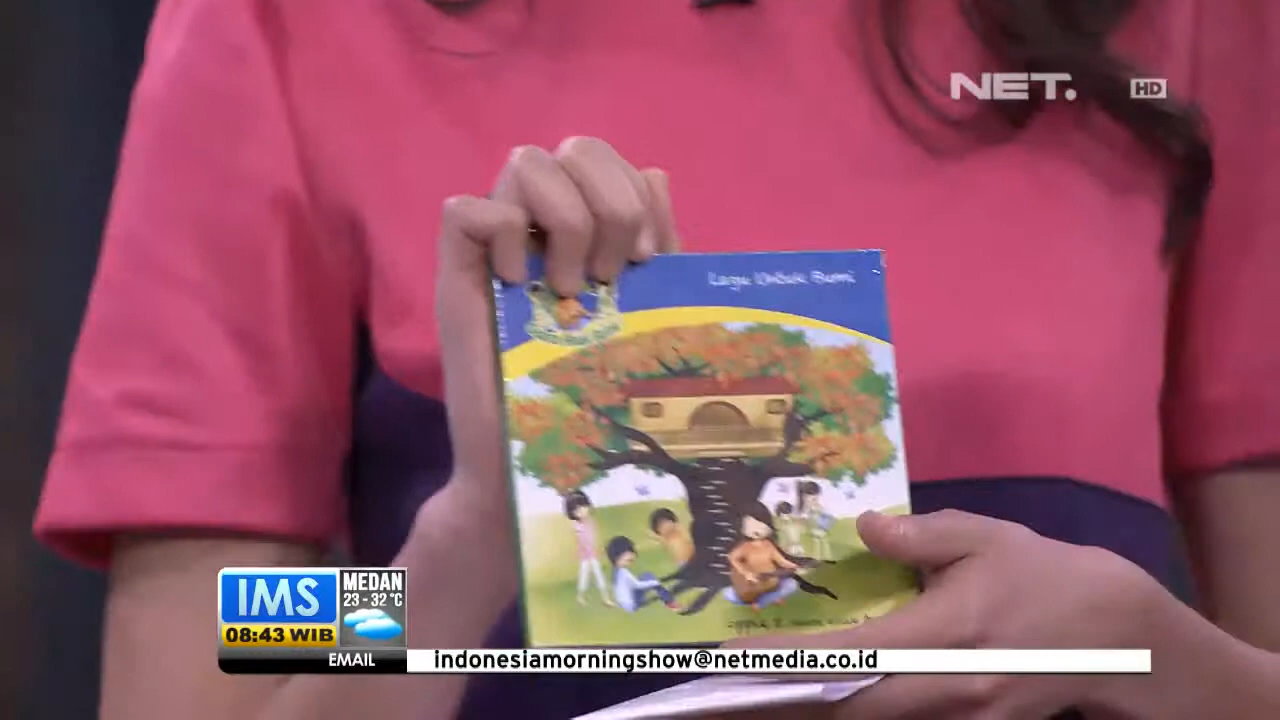 NET. HD
Lagu Untuk Bumi
IMS
MEDAN
23 - 32 °C
08:43 WIB
EMAIL
indonesiamorningshow@netmedia.co.id